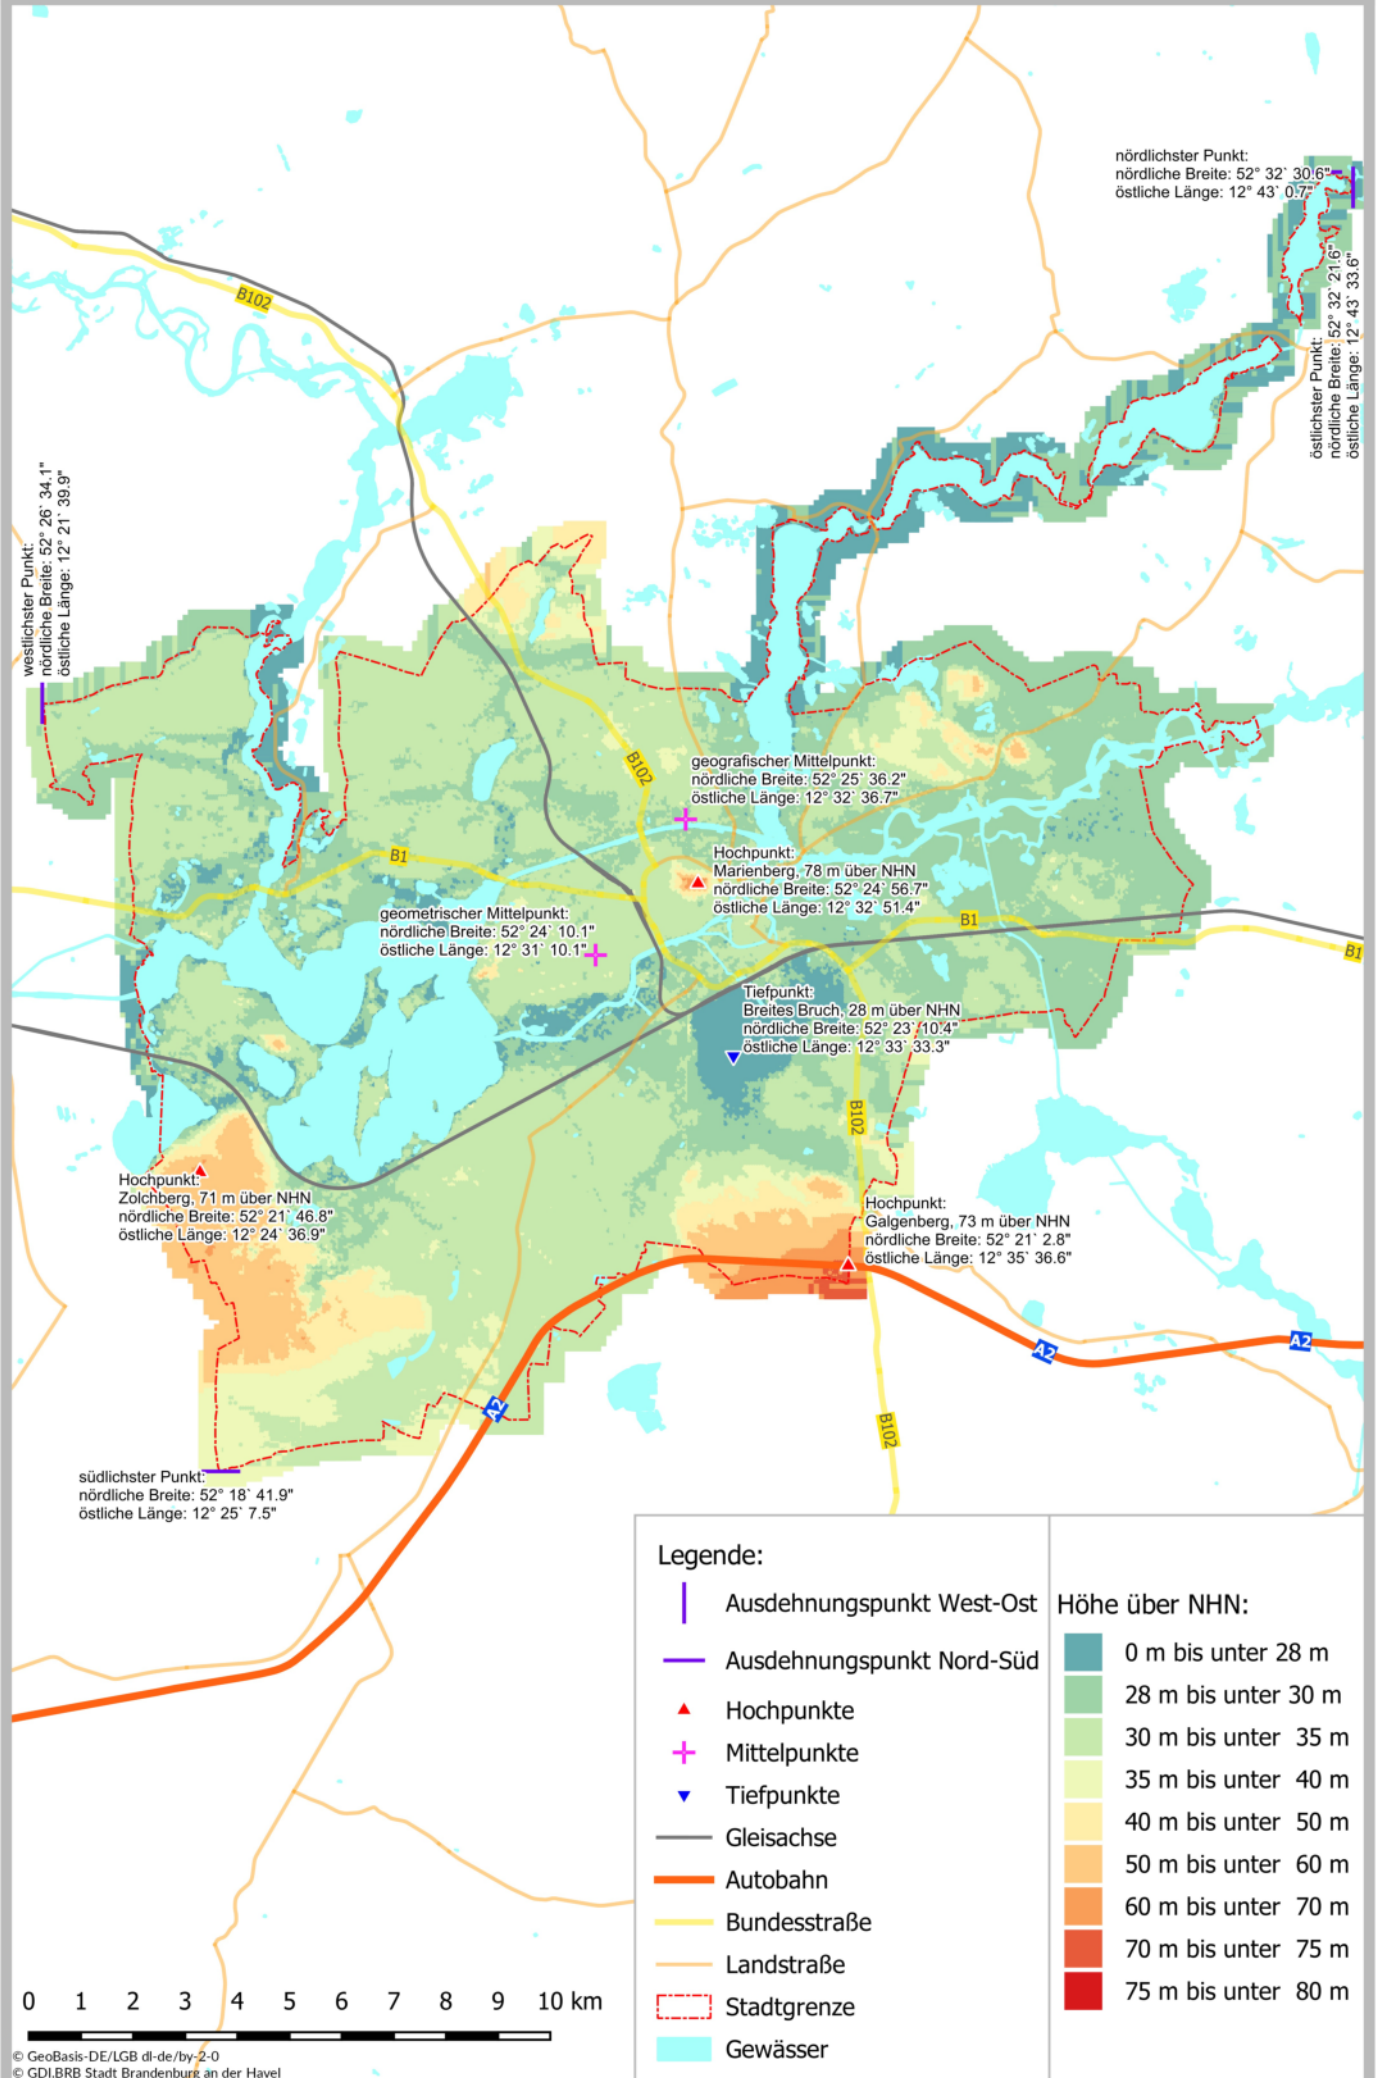 nördlichster Punkt:
nördliche Breite: 52° 32` 30.6"
östliche Länge: 12° 43` 0.7"
östlichster Punkt:
nördliche Breite: 52° 32` 21.6"
östliche Länge: 12° 43` 33.6"
B102
westlichster Punkt:
nördliche Breite: 52° 26` 34.1"
östliche Länge: 12° 21` 39.9"
B102
geografischer Mittelpunkt:
nördliche Breite: 52° 25` 36.2"
östliche Länge: 12° 32` 36.7"
B1
Hochpunkt:
Marienberg, 78 m über NHN
nördliche Breite: 52° 24` 56.7"
östliche Länge: 12° 32` 51.4"
geometrischer Mittelpunkt:
nördliche Breite: 52° 24` 10.1"
östliche Länge: 12° 31` 10.1"
B1
B1
Tiefpunkt:
Breites Bruch, 28 m über NHN
nördliche Breite: 52° 23` 10.4"
östliche Länge: 12° 33` 33.3"
B102
Hochpunkt:
Zolchberg, 71 m über NHN
nördliche Breite: 52° 21` 46.8"
östliche Länge: 12° 24` 36.9"
Hochpunkt:
Galgenberg, 73 m über NHN
nördliche Breite: 52° 21` 2.8"
östliche Länge: 12° 35` 36.6"
A2
A2
A2
B102
südlichster Punkt:
nördliche Breite: 52° 18` 41.9"
östliche Länge: 12° 25` 7.5"
Legende:
Ausdehnungspunkt West-Ost
Ausdehnungspunkt Nord-Süd
Hochpunkte
Mittelpunkte
Tiefpunkte
Gleisachse
Autobahn
Bundesstraße
Landstraße
Stadtgrenze
Gewässer
Höhe über NHN:
0 m bis unter 28 m
28 m bis unter 30 m
30 m bis unter 35 m
35 m bis unter 40 m
40 m bis unter 50 m
50 m bis unter 60 m
60 m bis unter 70 m
70 m bis unter 75 m
75 m bis unter 80 m
0 1 2 3 4 5 6 7 8 9 10 km
© GeoBasis-DE/LGB dl-de/by-2-0
© GDI.BRB Stadt Brandenburg an der Havel